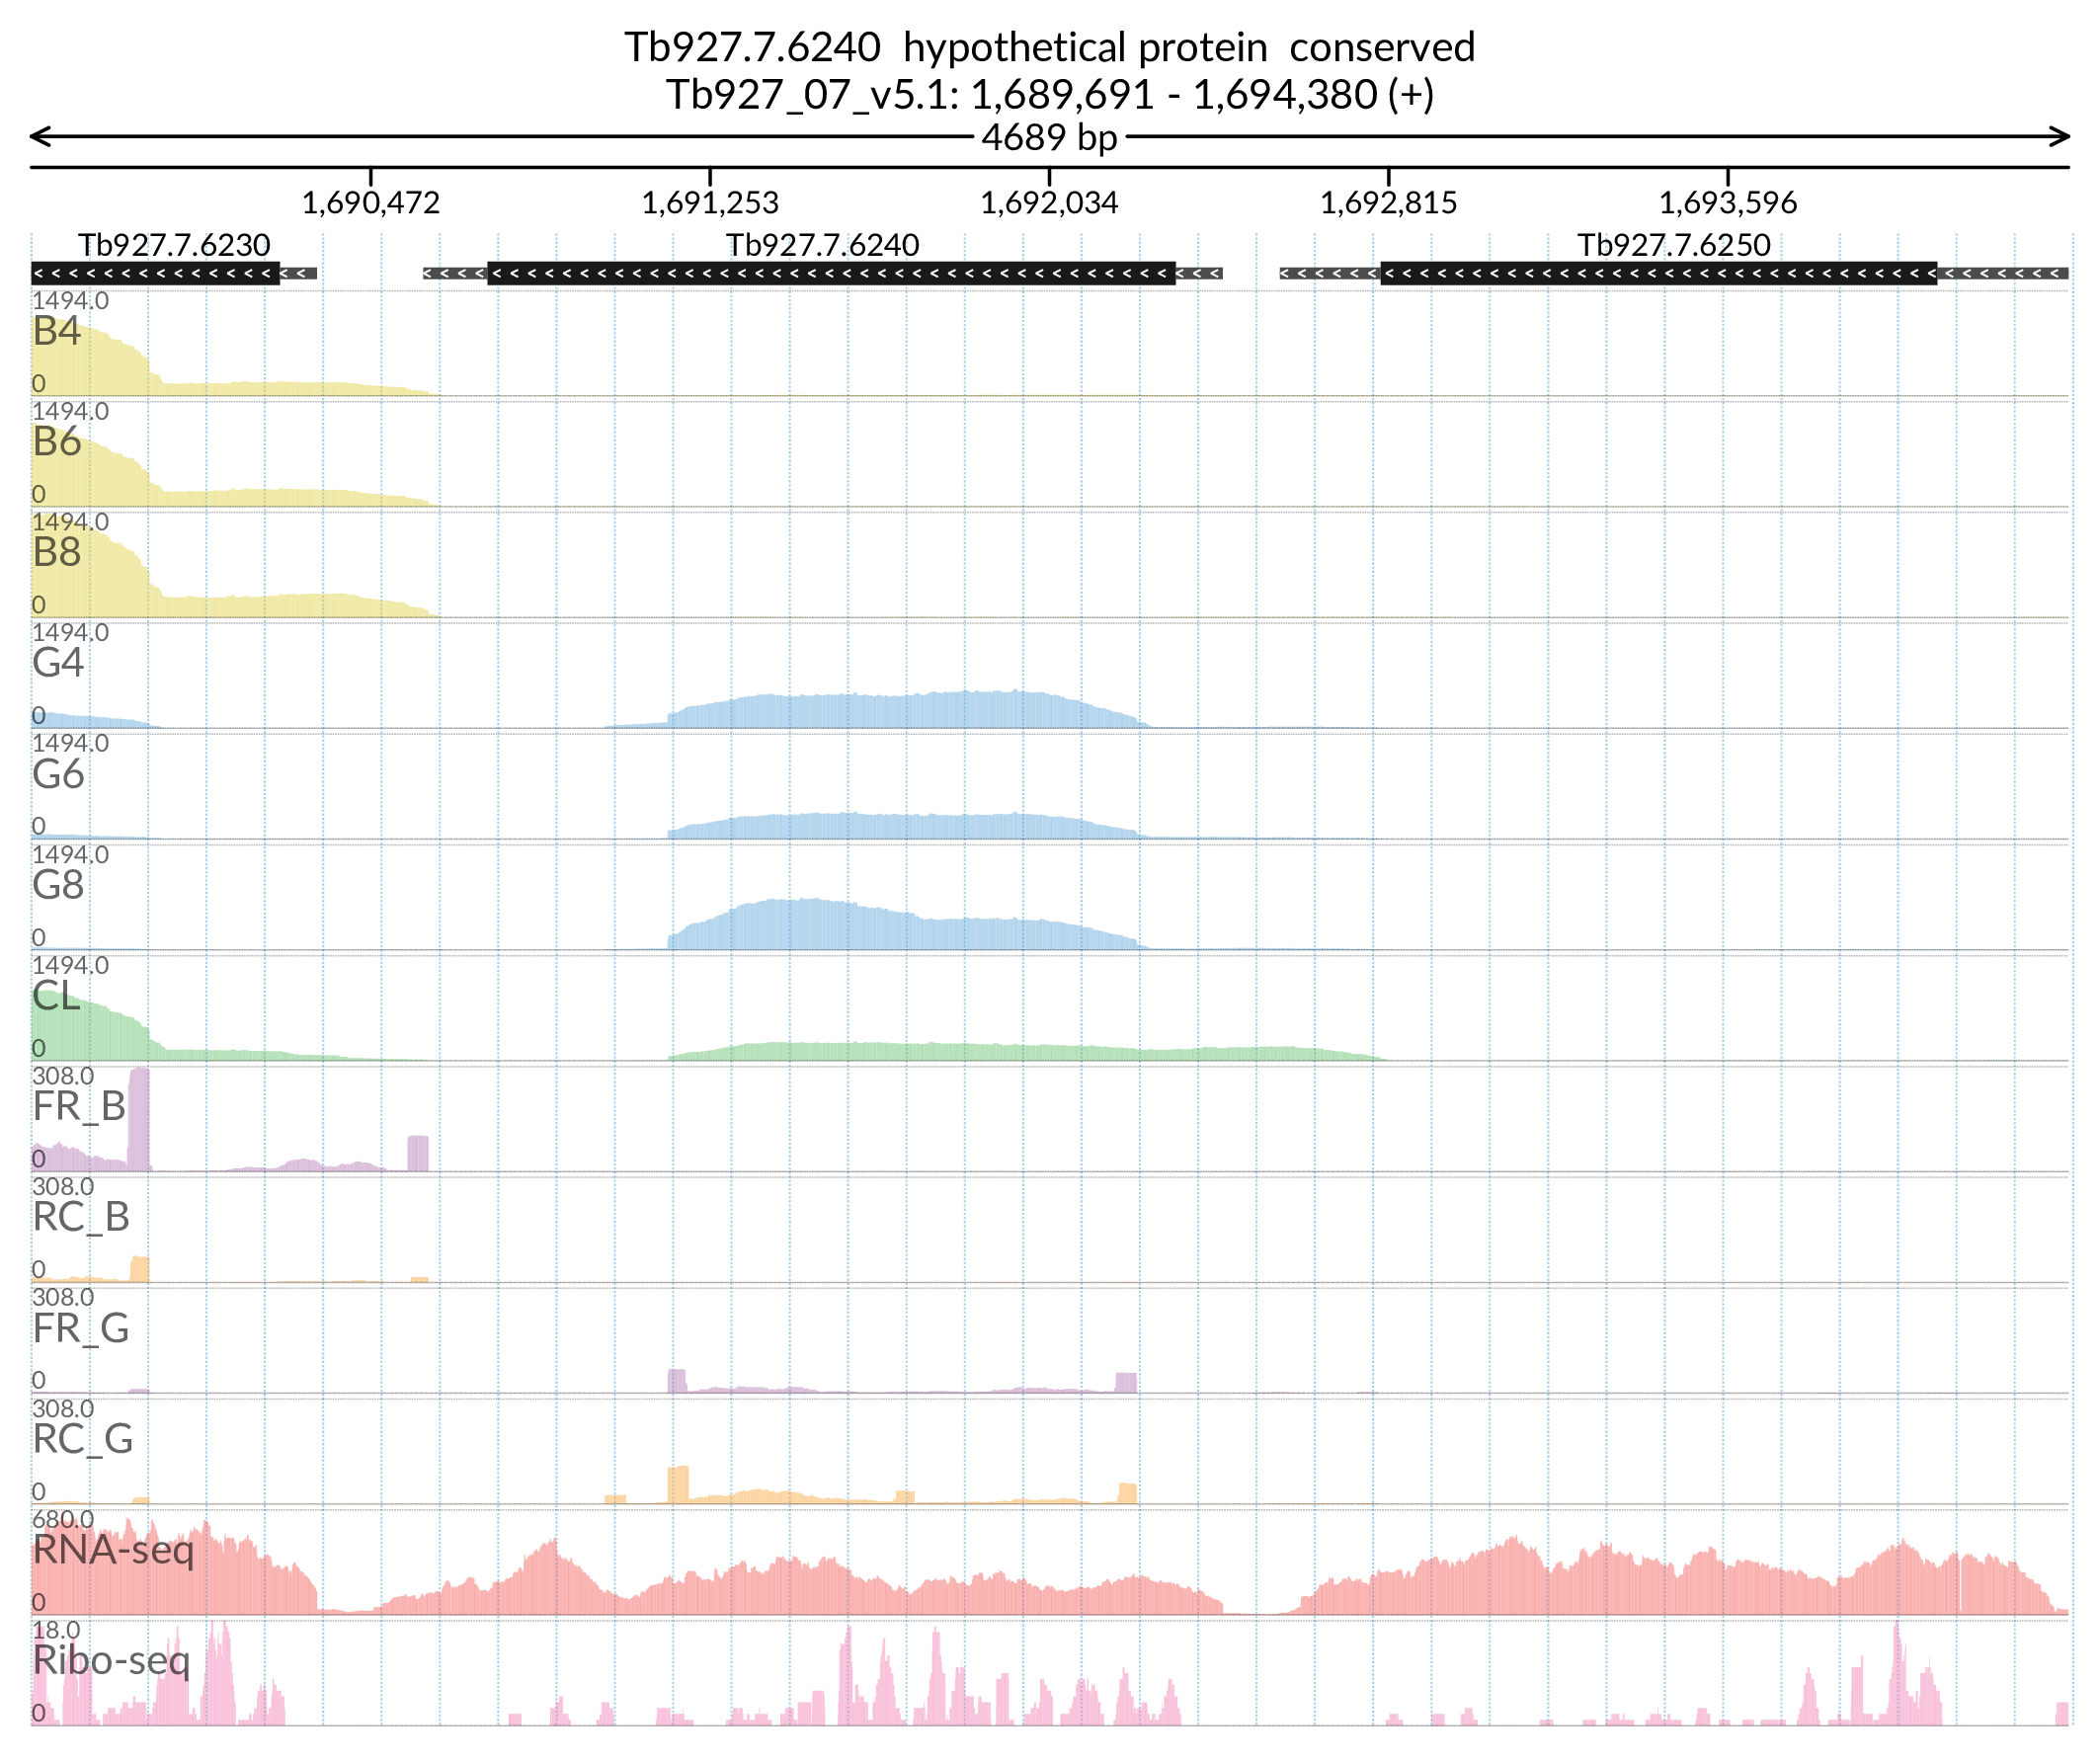 Tb927.7.6240 hypothetical protein conserved
Tb927_07_v5.1: 1,689,691 - 1,694,380 (+)
4689 bp
1,690,472 1,691,253 1,692,034 1,692,815 1,693,596
Tb927.7.6230 Tb927.7.6240 Tb927.7.6250
1494.0
B4
0
1494.0
B6
0
1494.0
B8
0
1494.0
G4
0
1494.0
G6
0
1494.0
G8
0
1494.0
CL
0
308.0
FR_B
0
308.0
RC_B
0
308.0
FR_G
0
308.0
RC_G
0
680.0
RNA-seq
0
18.0
Ribo-seq
0